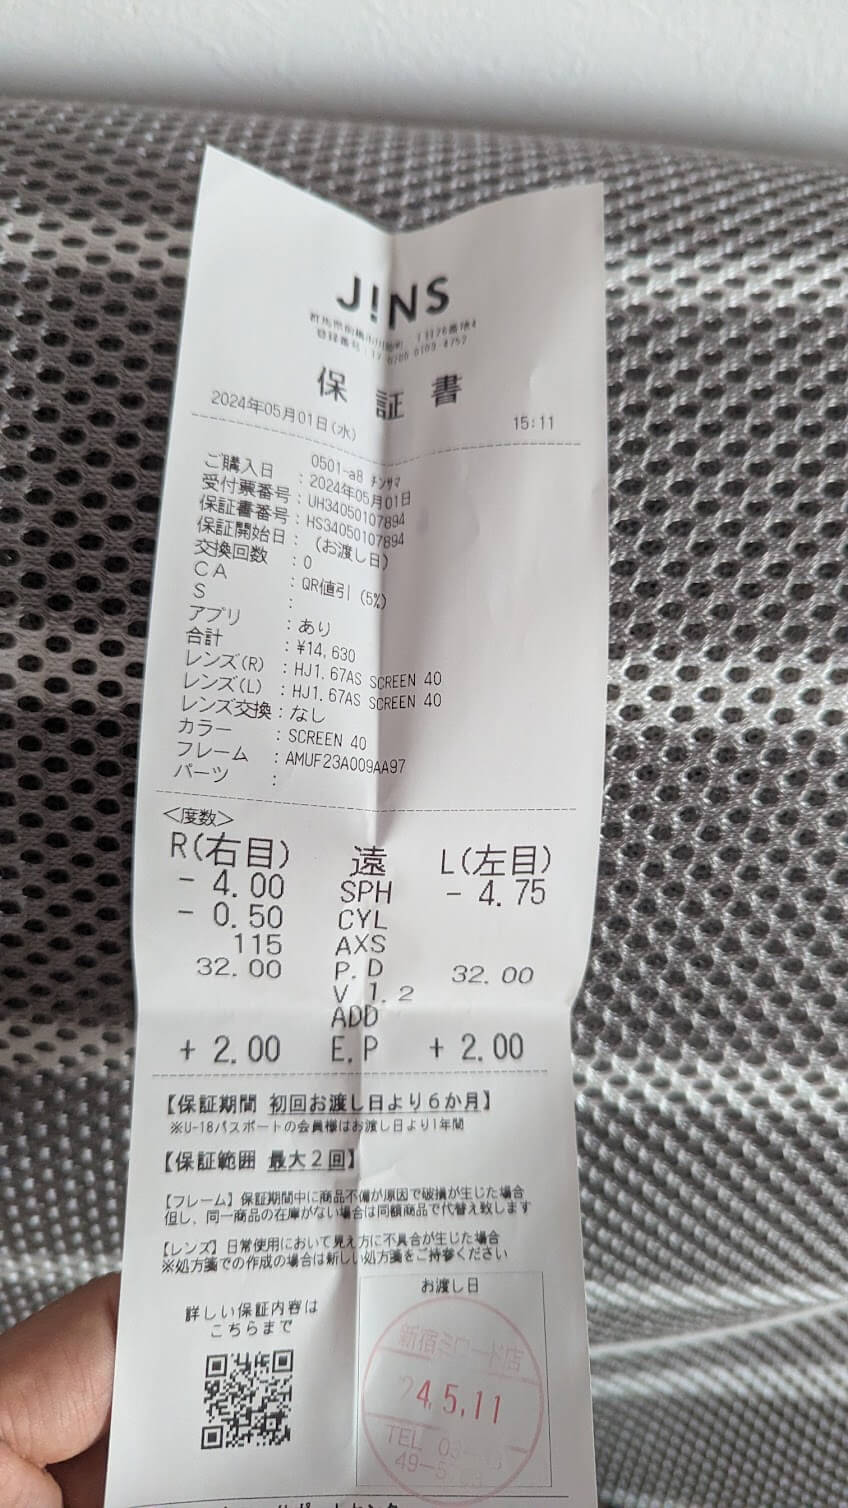 J!NS
保証書
2024年05月01日(水) 15:11
0501-a8 チンサマ
ご購入日 : 2024年05月01日
受付票番号 : UH34050107894
保証書番号 : HS34050107894
保証開始日 : (お渡し日)
交換回数 : 0
CA : QR値引 (5%)
S :
アプリ : あり
合計 : ¥14,630
レンズ(R) : HJ1.67AS SCREEN 40
レンズ(L) : HJ1.67AS SCREEN 40
レンズ交換 : なし
カラー : SCREEN 40
フレーム : AMUF23A009AA97
パーツ :
<度数>
R(右目) 遠 L(左目)
- 4.00 SPH - 4.75
- 0.50 CYL
115 AXS
32.00 P.D 32.00
V 1.2
ADD
+ 2.00 E.P + 2.00
【保証期間 初回お渡し日より6か月】
※U-18パスポートの会員様はお渡し日より1年間
【保証範囲 最大2回】
【フレーム】保証期間中に商品不備が原因で破損が生じた場合
但し、同一商品の在庫がない場合は同額商品で代替え致します
【レンズ】日常使用において見え方に不具合が生じた場合
※処方箋での作成の場合は新しい処方箋をご持参ください
お渡し日
詳しい保証内容は
こちらまで
新宿ミロード店
24.5.11
TEL 03-